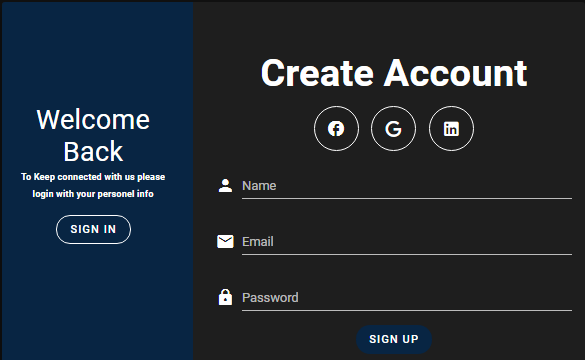 Welcome
Back
To Keep connected with us please
login with your personel info
SIGN IN
Create Account
Name
Email
Password
SIGN UP